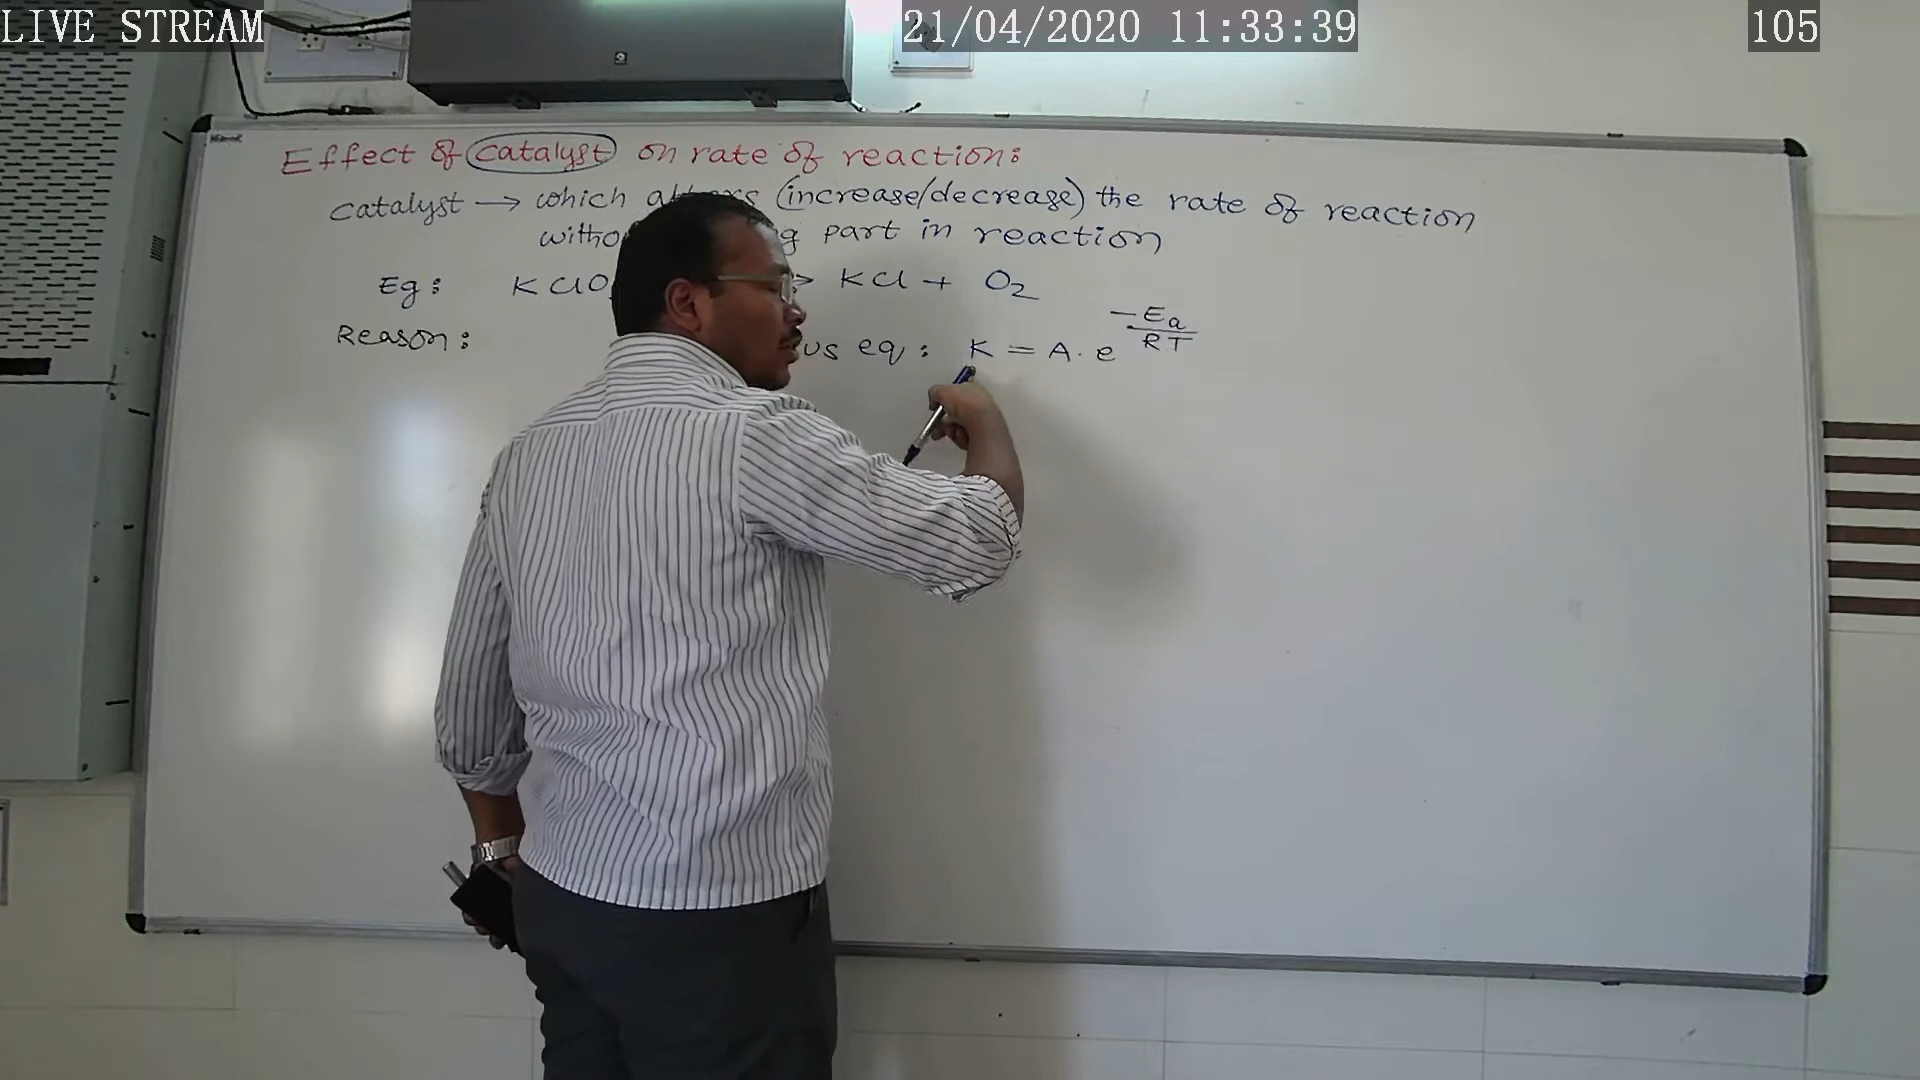 LIVE STREAM 21/04/2020 11:33:39 105
Effect of catalyst on rate of reaction:
catalyst → which (increase/decrease) the rate of reaction
part in reaction
Eg: KClO → KCl + O2
Reason: eq: K = A. e^(-Ea/RT)